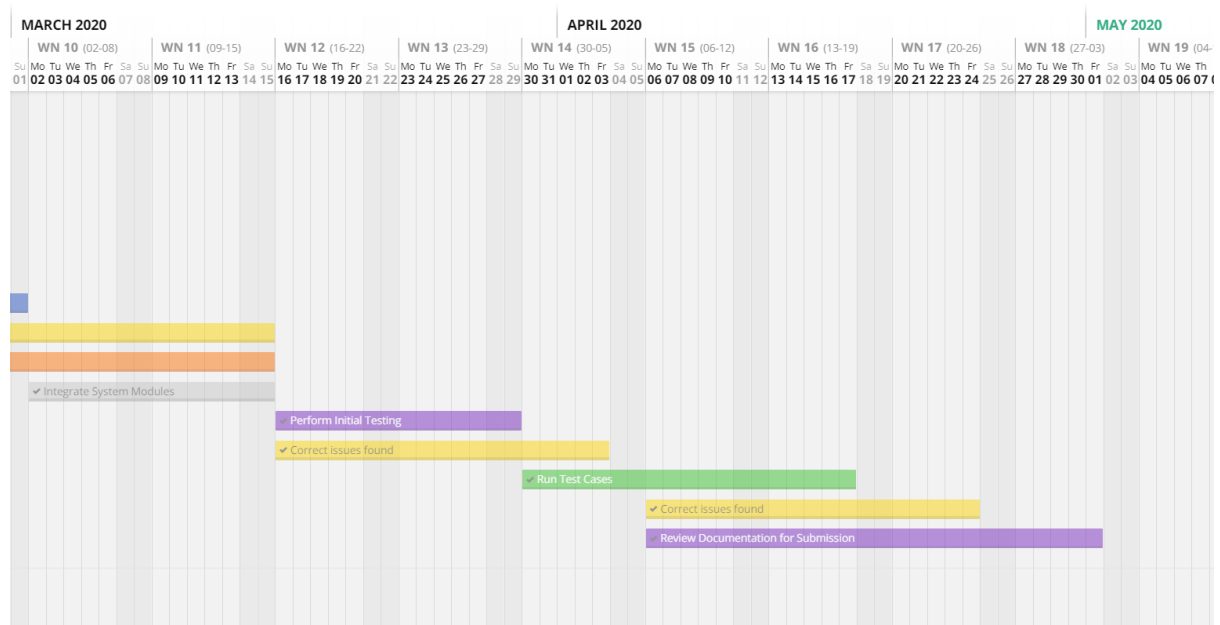 MARCH 2020 APRIL 2020 MAY 2020
WN 10 (02-08) WN 11 (09-15) WN 12 (16-22) WN 13 (23-29) WN 14 (30-05) WN 15 (06-12) WN 16 (13-19) WN 17 (20-26) WN 18 (27-03) WN 19 (04-
Su Mo Tu We Th Fr Sa Su Mo Tu We Th Fr Sa Su Mo Tu We Th Fr Sa Su Mo Tu We Th Fr Sa Su Mo Tu We Th Fr Sa Su Mo Tu We Th Fr Sa Su Mo Tu We Th Fr Sa Su Mo Tu We Th Fr Sa Su Mo Tu We Th Fr Sa Su Mo Tu We Th
01 02 03 04 05 06 07 08 09 10 11 12 13 14 15 16 17 18 19 20 21 22 23 24 25 26 27 28 29 30 31 01 02 03 04 05 06 07 08 09 10 11 12 13 14 15 16 17 18 19 20 21 22 23 24 25 26 27 28 29 30 01 02 03 04 05 06 07
Integrate System Modules
Perform Initial Testing
Correct issues found
Run Test Cases
Correct issues found
Review Documentation for Submission